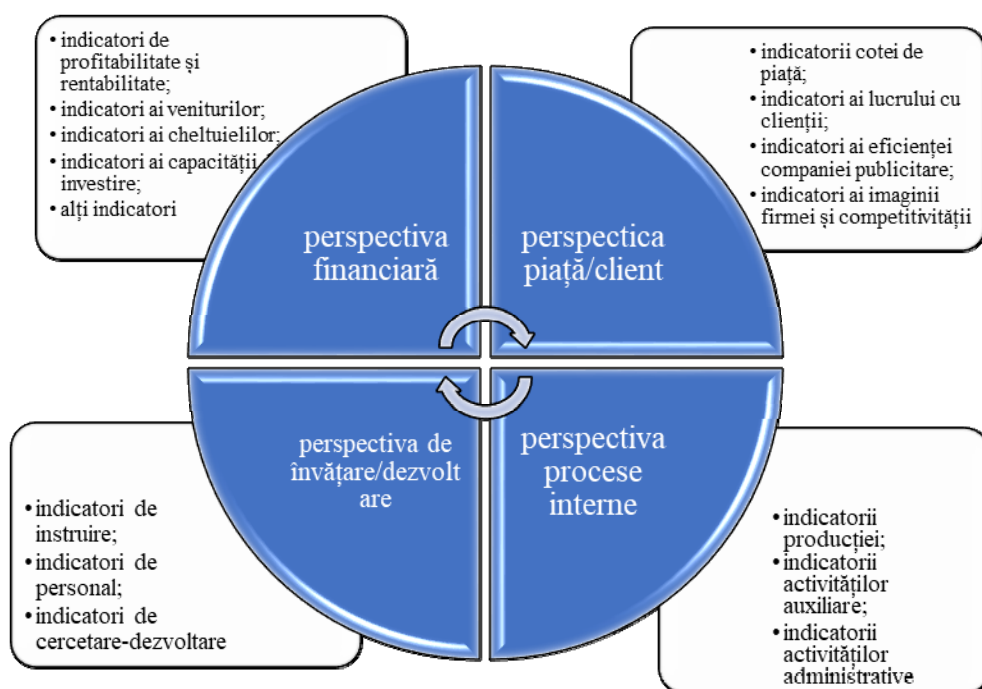 •indicatori de
profitabilitate și
rentabilitate;
•indicatori ai veniturilor;
•indicatori ai cheltuielilor;
•indicatori ai capacității
investire;
•alți indicatori
•indicatorii cotei de
piață;
•indicatori ai lucrului cu
clienții;
•indicatori ai eficienței
companiei publicitare;
•indicatori ai imaginii
firmei și competitivității
perspectiva
financiară
perspectica
piață/client
perspectiva de
învățare/dezvolt
are
perspectiva
procese
interne
•indicatori de
instruire;
•indicatori de
personal;
•indicatori de
cercetare-dezvoltare
•indicatorii
producției;
•indicatorii
activităților
auxiliare;
•indicatorii
activităților
administrative